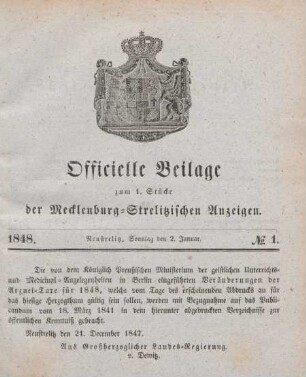 Officielle Beilage
zum 1. Stücke
der Mecklenburg-Strelitzischen Anzeigen.
1848. Neustrelitz, Sonntag den 2. Januar. № 1.
Die von dem Königlich Preußischen Ministerium der geistlichen Unterrichts-
und Medicinal-Angelegenheiten in Berlin eingeführten Veränderungen der
Arznei-Taxe für 1848, welche vom Tage des erscheinenden Abdrucks an für
das hiesige Herzogthum gültig sein sollen, werden mit Bezugnahme auf das Publi-
candum vom 18. März 1841 in dem hierunter abgedruckten Verzeichnisse zur
öffentlichen Kenntniß gebracht.
Neustrelitz den 21. December 1847.
Aus Großherzoglicher Landes-Regierung
v. Dewitz.